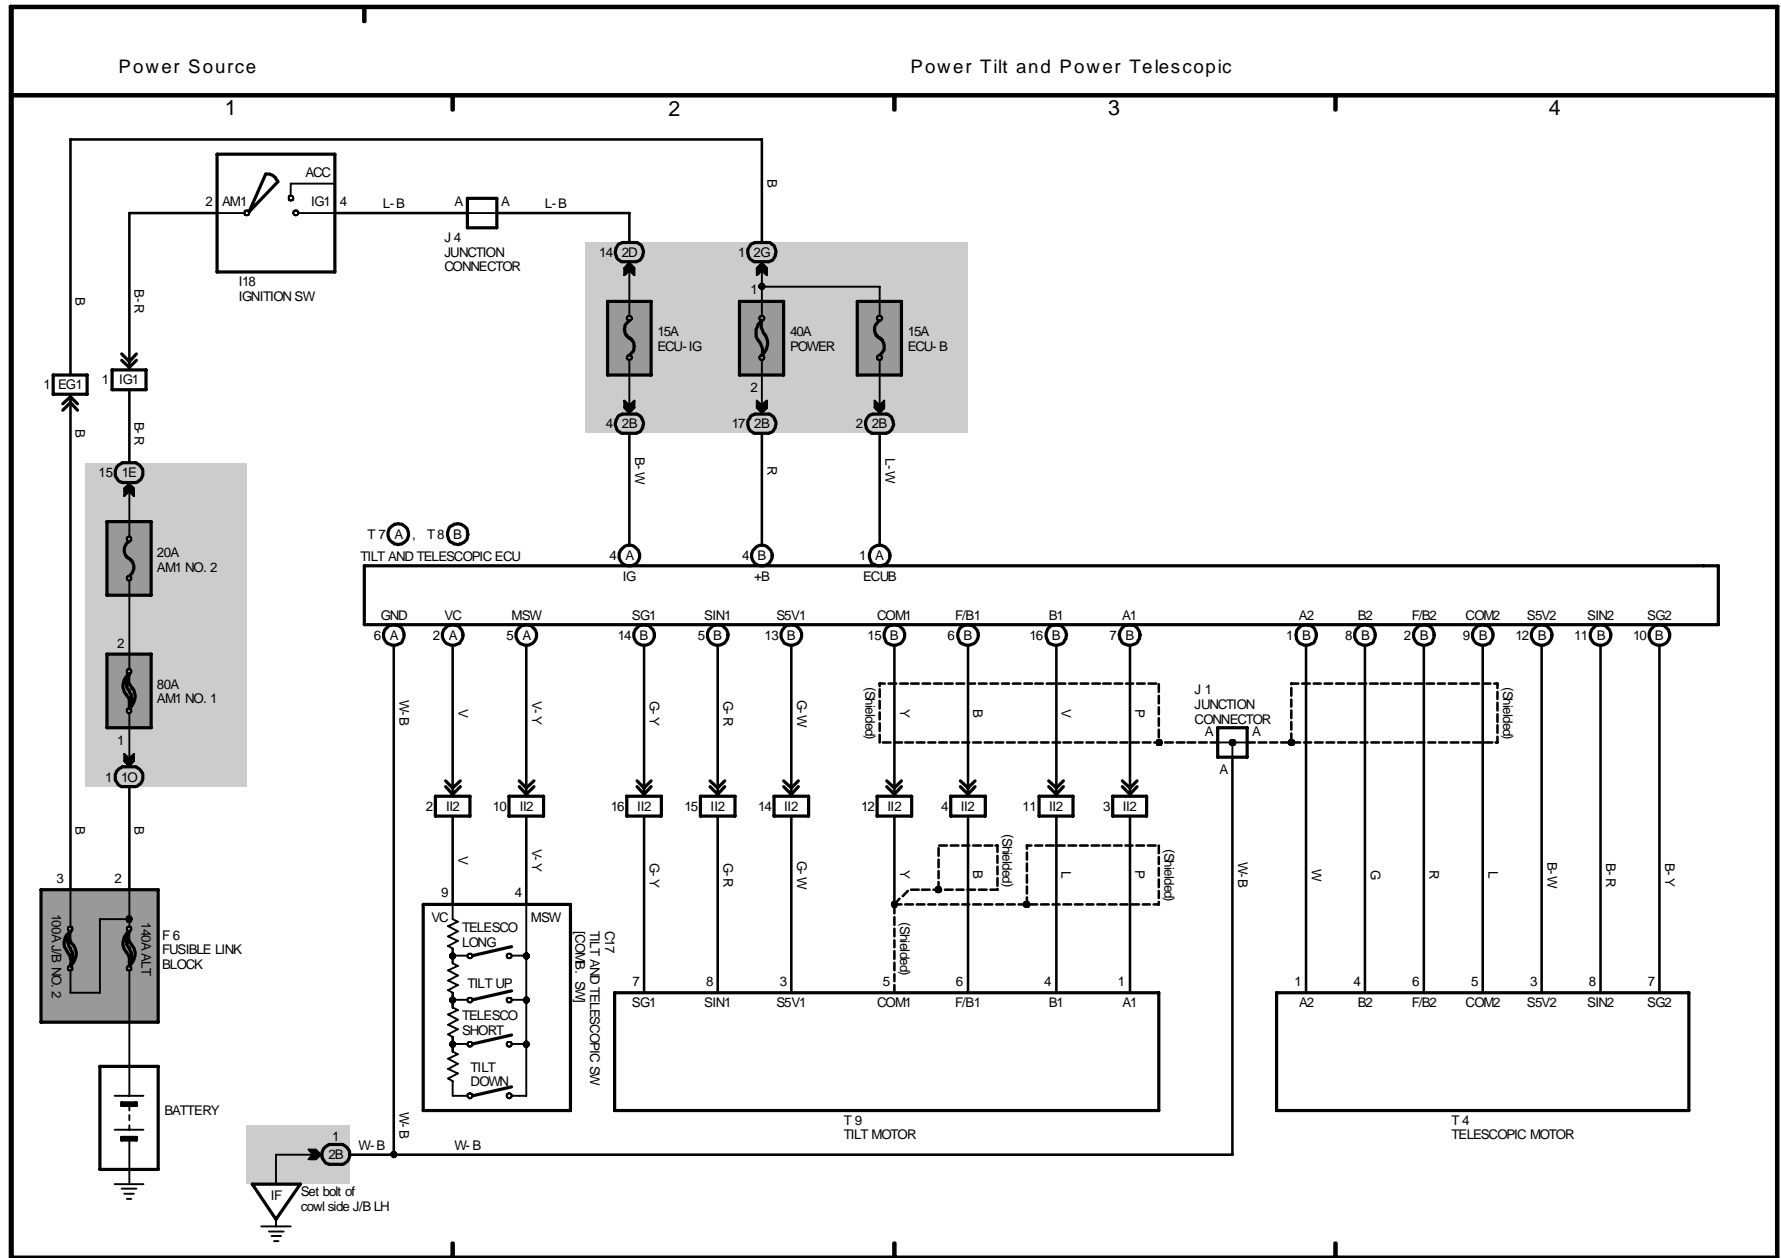 Power Source
Power Tilt and Power Telescopic
1
2
3
4
ACC
2
AM1
IG1
4
L-B
A
A
L-B
J 4
JUNCTION
CONNECTOR
I18
IGNITION SW
B
B-R
B
14
2D
1
2G
1
15A
ECU-IG
40A
POWER
15A
ECU-B
2
4
2B
17
2B
2
2B
1
EG1
1
IG1
B
B-R
15
1E
20A
AM1 NO. 2
2
80A
AM1 NO. 1
1
1
1O
B
B
3
2
100A J/B NO. 2
140A ALT
F 6
FUSIBLE LINK
BLOCK
BATTERY
B-W
R
L-W
T 7 A , T 8 B
TILT AND TELESCOPIC ECU
4 A
4 B
1 A
IG
+B
ECUB
GND
VC
MSW
SG1
SIN1
S5V1
COM1
F/B1
B1
A1
A2
B2
F/B2
COM2
S5V2
SIN2
SG2
6 A
2 A
5 A
14 B
5 B
13 B
15 B
6 B
16 B
7 B
1 B
8 B
2 B
9 B
12 B
11 B
10 B
W-B
V
V-Y
G-Y
G-R
G-W
(Shielded)
Y
B
V
P
J 1
JUNCTION
CONNECTOR
A
A
A
(Shielded)
2 II2
10 II2
16 II2
15 II2
14 II2
12 II2
4 II2
11 II2
3 II2
V
V-Y
G-Y
G-R
G-W
Y
B
(Shielded)
L
P
(Shielded)
W-B
W
G
R
L
B-W
B-R
B-Y
(Shielded)
9
4
VC
MSW
TELESCO
LONG
TILT UP
TELESCO
SHORT
TILT
DOWN
C17
TILT AND TELESCOPIC SW
[COMB. SW]
7
8
3
5
6
4
1
SG1
SIN1
S5V1
COM1
F/B1
B1
A1
T 9
TILT MOTOR
1
4
6
5
3
8
7
A2
B2
F/B2
COM2
S5V2
SIN2
SG2
T 4
TELESCOPIC MOTOR
W-B
1
2B
W-B
W-B
IF
Set bolt of
cowl side J/B LH